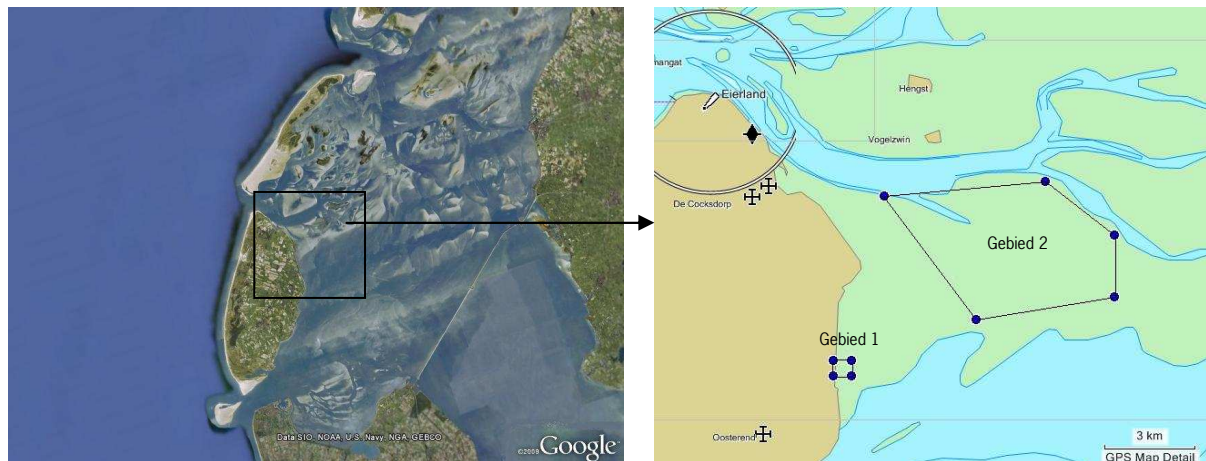 Data SIO, NOAA, U.S. Navy, NGA, GEBCO
©2008 Google
mangat
Eierland
Hengst
Vogelzwin
De Cocksdorp
Gebied 2
Gebied 1
Oosterend
3 km
GPS Map Detail